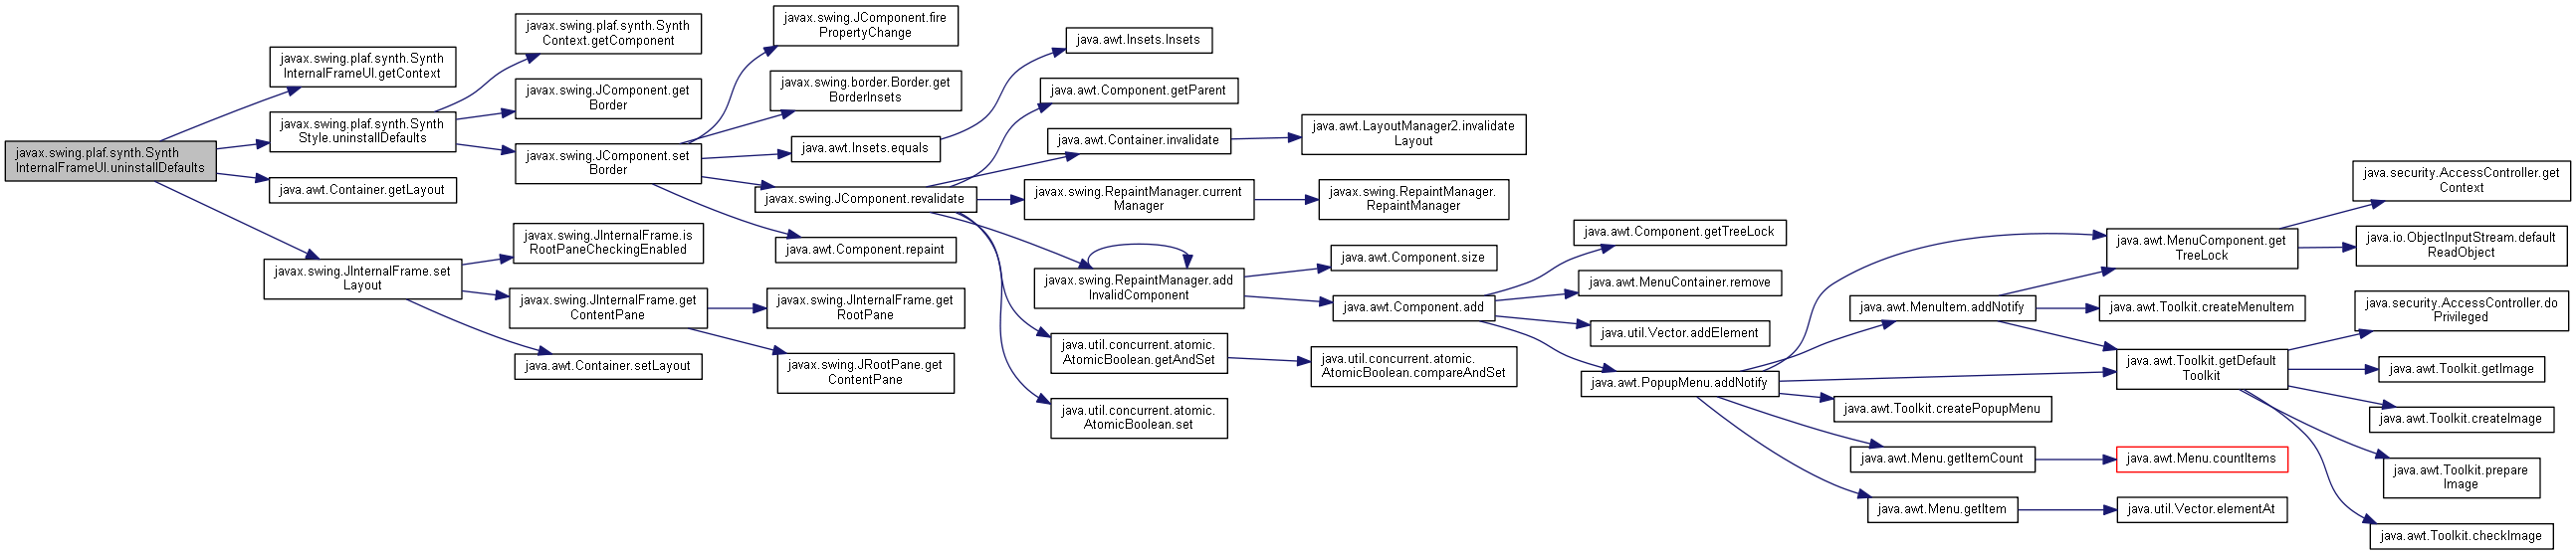 javax.swing.plaf.synth.Synth
InternalFrameUI.uninstallDefaults
javax.swing.plaf.synth.Synth
InternalFrameUI.getContext
javax.swing.plaf.synth.Synth
Style.uninstallDefaults
java.awt.Container.getLayout
javax.swing.JInternalFrame.set
Layout
javax.swing.plaf.synth.Synth
Context.getComponent
javax.swing.JComponent.get
Border
javax.swing.JComponent.set
Border
javax.swing.JInternalFrame.is
RootPaneCheckingEnabled
javax.swing.JInternalFrame.get
ContentPane
java.awt.Container.setLayout
javax.swing.JComponent.fire
PropertyChange
javax.swing.border.Border.get
BorderInsets
java.awt.Insets.equals
javax.swing.JComponent.revalidate
java.awt.Component.repaint
javax.swing.JInternalFrame.get
RootPane
javax.swing.JRootPane.get
ContentPane
java.awt.Insets.Insets
java.awt.Component.getParent
java.awt.Container.invalidate
javax.swing.RepaintManager.current
Manager
javax.swing.RepaintManager.add
InvalidComponent
java.util.concurrent.atomic.
AtomicBoolean.getAndSet
java.util.concurrent.atomic.
AtomicBoolean.set
java.awt.LayoutManager2.invalidate
Layout
javax.swing.RepaintManager.
RepaintManager
java.awt.Component.size
java.awt.Component.add
java.util.concurrent.atomic.
AtomicBoolean.compareAndSet
java.awt.Component.getTreeLock
java.awt.MenuContainer.remove
java.util.Vector.addElement
java.awt.PopupMenu.addNotify
java.awt.MenuItem.addNotify
java.awt.Toolkit.createPopupMenu
java.awt.Menu.getItemCount
java.awt.Menu.getItem
java.awt.MenuComponent.get
TreeLock
java.awt.Toolkit.createMenuItem
java.awt.Toolkit.getDefault
Toolkit
java.awt.Menu.countItems
java.util.Vector.elementAt
java.security.AccessController.get
Context
java.io.ObjectInputStream.default
ReadObject
java.security.AccessController.do
Privileged
java.awt.Toolkit.getImage
java.awt.Toolkit.createImage
java.awt.Toolkit.prepare
Image
java.awt.Toolkit.checkImage